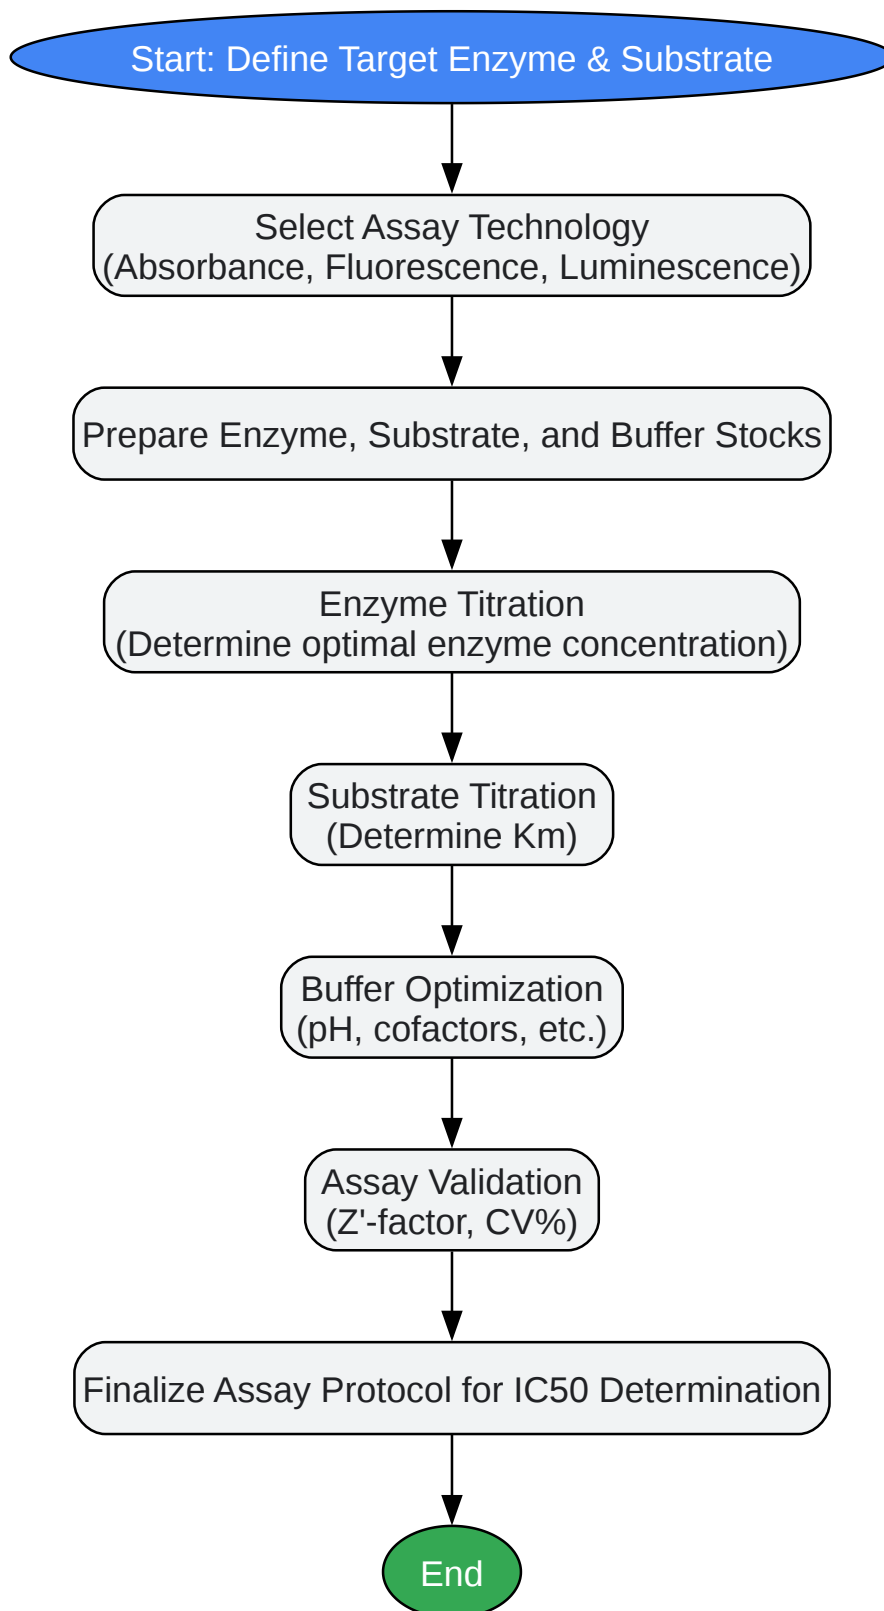 Start: Define Target Enzyme & Substrate
Select Assay Technology
(Absorbance, Fluorescence, Luminescence)
Prepare Enzyme, Substrate, and Buffer Stocks
Enzyme Titration
(Determine optimal enzyme concentration)
Substrate Titration
(Determine Km)
Buffer Optimization
(pH, cofactors, etc.)
Assay Validation
(Z'-factor, CV%)
Finalize Assay Protocol for IC50 Determination
End